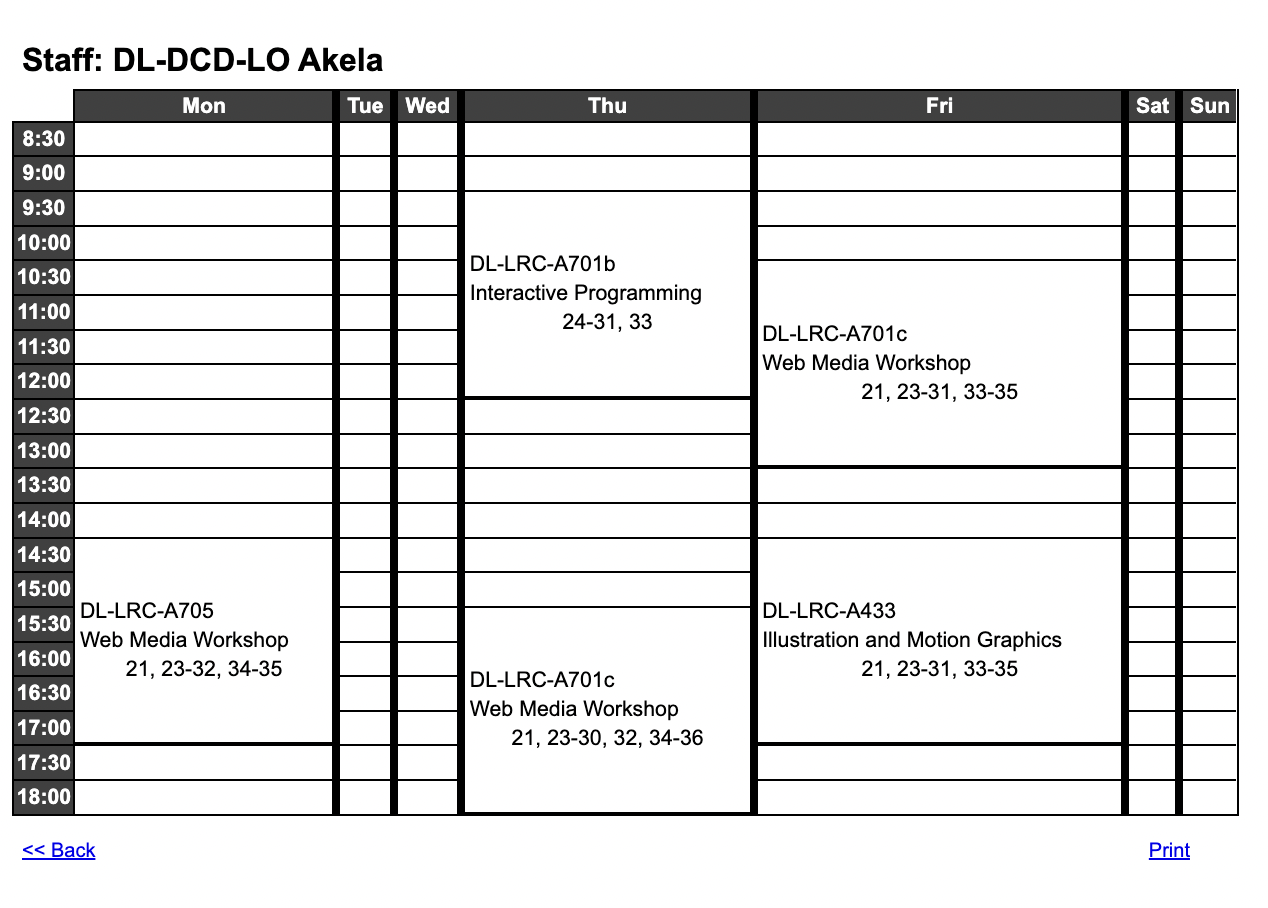 Staff: DL-DCD-LO Akela
Mon Tue Wed Thu Fri Sat Sun
8:30
9:00
9:30
10:00
10:30
11:00
11:30
12:00
12:30
13:00
13:30
14:00
14:30
15:00
15:30
16:00
16:30
17:00
17:30
18:00
DL-LRC-A705
Web Media Workshop
21, 23-32, 34-35
DL-LRC-A701b
Interactive Programming
24-31, 33
DL-LRC-A701c
Web Media Workshop
21, 23-30, 32, 34-36
DL-LRC-A701c
Web Media Workshop
21, 23-31, 33-35
DL-LRC-A433
Illustration and Motion Graphics
21, 23-31, 33-35
<< Back
Print